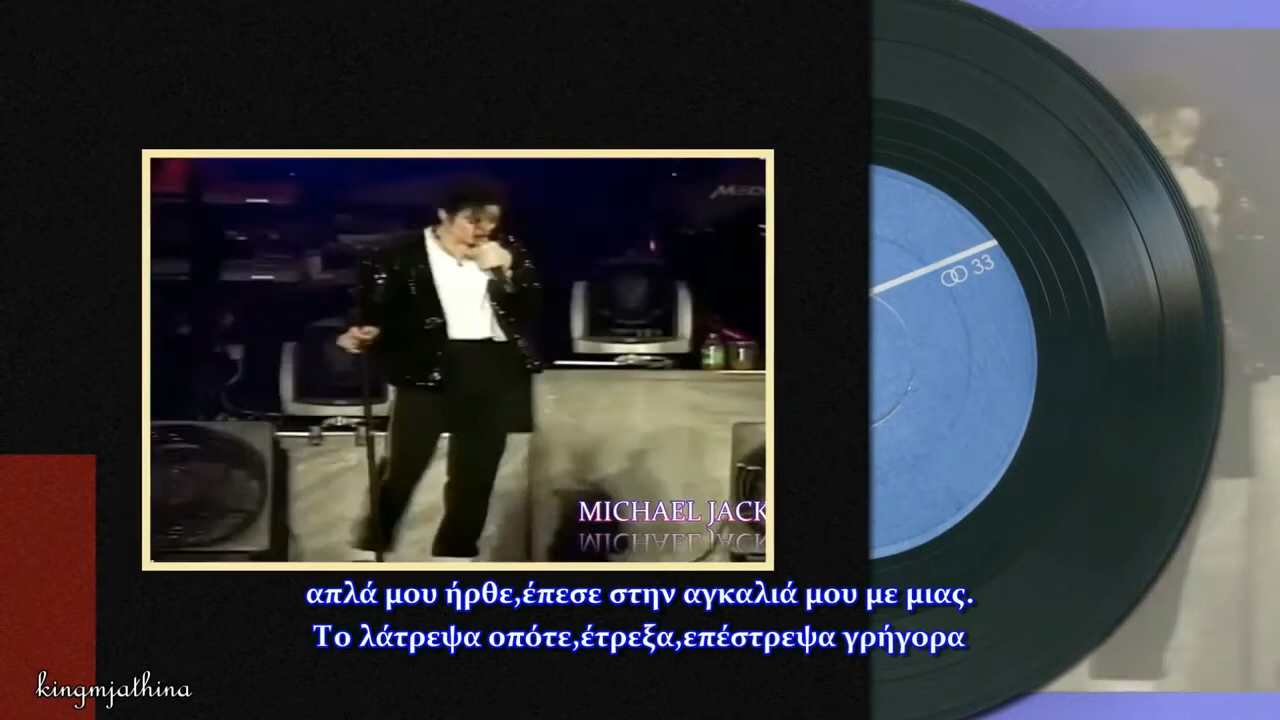 33
MICHAEL JACK
απλά μου ήρθε,έπεσε στην αγκαλιά μου με μιας.
Το λάτρεψα οπότε,έτρεξα,επέστρεψα γρήγορα
kingmjathina